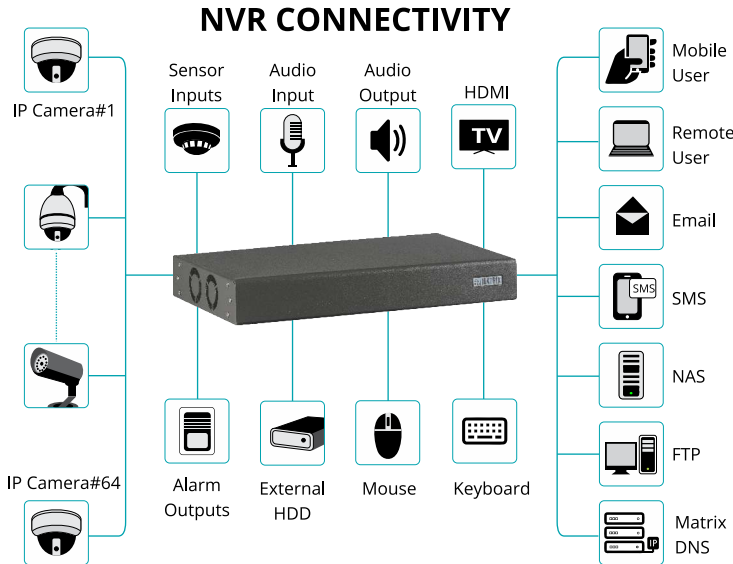 NVR CONNECTIVITY
IP Camera#1
Sensor
Inputs
Audio
Input
Audio
Output
HDMI
TV
Mobile
User
Remote
User
Email
SMS
SMS
NAS
FTP
IP
Matrix
DNS
IP Camera#64
Alarm
Outputs
External
HDD
Mouse
Keyboard